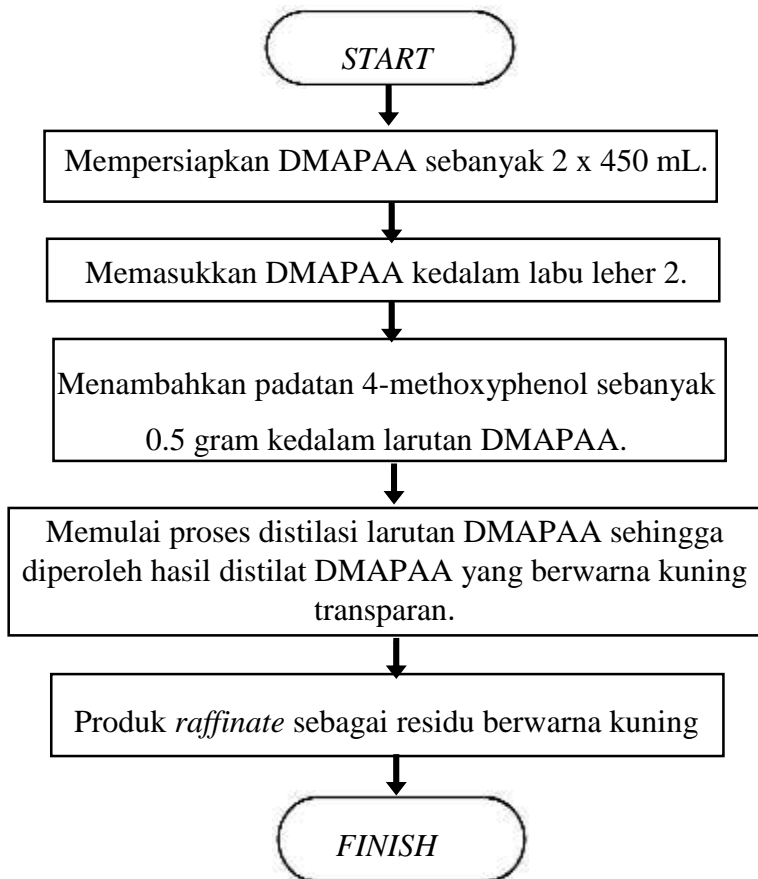 START
Mempersiapkan DMAPAA sebanyak 2 x 450 mL.
Memasukkan DMAPAA kedalam labu leher 2.
Menambahkan padatan 4-methoxyphenol sebanyak
0.5 gram kedalam larutan DMAPAA.
Memulai proses distilasi larutan DMAPAA sehingga
diperoleh hasil distilat DMAPAA yang berwarna kuning
transparan.
Produk raffinate sebagai residu berwarna kuning
FINISH